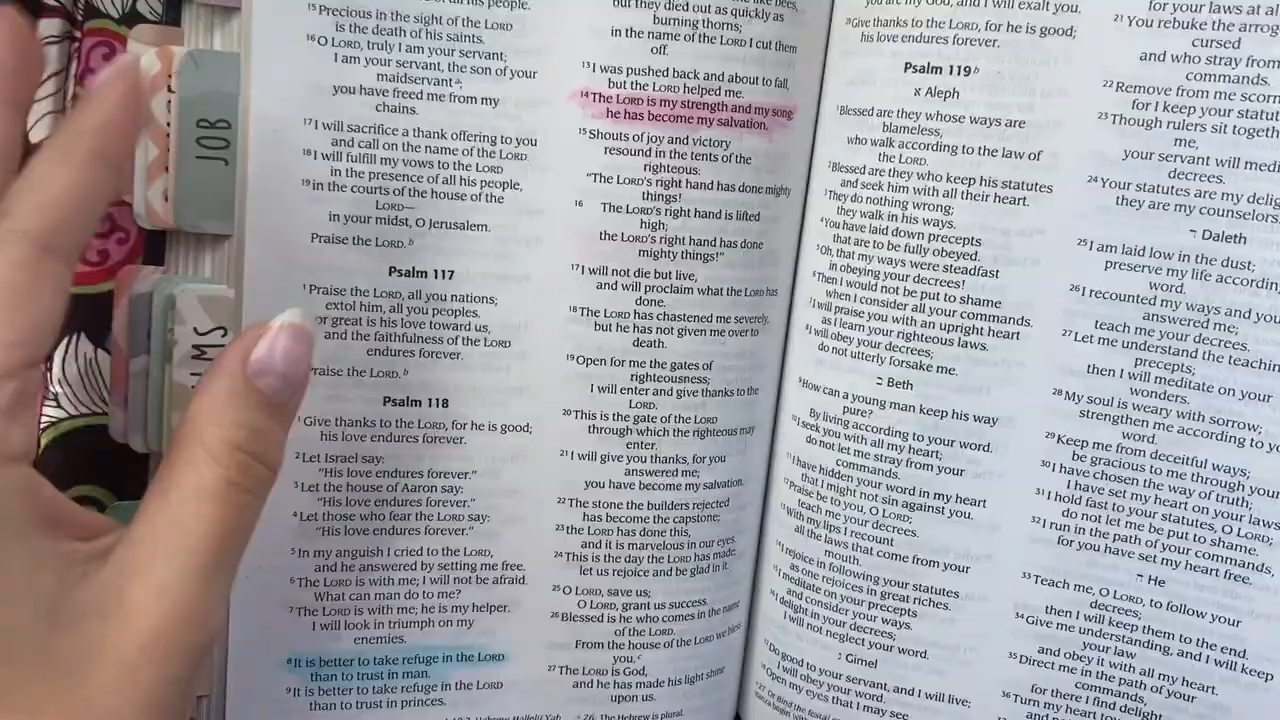 JOB
MS
of all his people.
15 Precious in the sight of the LORD
is the death of his saints.
16 O LORD, truly I am your servant;
I am your servant, the son of your
maidservant a;
you have freed me from my
chains.
17 I will sacrifice a thank offering to you
and call on the name of the LORD.
18 I will fulfill my vows to the LORD
in the presence of all his people,
19 in the courts of the house of the
LORD—
in your midst, O Jerusalem.
Praise the LORD. b
Psalm 117
1 Praise the LORD, all you nations;
extol him, all you peoples.
or great is his love toward us,
and the faithfulness of the LORD
endures forever.
raise the LORD. b
Psalm 118
1 Give thanks to the LORD, for he is good;
his love endures forever.
2 Let Israel say:
"His love endures forever."
3 Let the house of Aaron say:
"His love endures forever."
4 Let those who fear the LORD say:
"His love endures forever."
5 In my anguish I cried to the LORD,
and he answered by setting me free.
6 The LORD is with me; I will not be afraid.
What can man do to me?
7 The LORD is with me; he is my helper.
I will look in triumph on my
enemies.
8 It is better to take refuge in the LORD
than to trust in man.
9 It is better to take refuge in the LORD
than to trust in princes.
Hebrew Hallelu Yah
like bees,
but they died out as quickly as
burning thorns;
in the name of the LORD I cut them
off.
13 I was pushed back and about to fall,
but the LORD helped me.
14 The LORD is my strength and my song;
he has become my salvation.
15 Shouts of joy and victory
resound in the tents of the
righteous:
"The LORD's right hand has done mighty
things!
16 The LORD's right hand is lifted
high;
the LORD's right hand has done
mighty things!"
17 I will not die but live,
and will proclaim what the LORD has
done.
18 The LORD has chastened me severely,
but he has not given me over to
death.
19 Open for me the gates of
righteousness;
I will enter and give thanks to the
LORD.
20 This is the gate of the LORD
through which the righteous may
enter.
21 I will give you thanks, for you
answered me;
you have become my salvation.
22 The stone the builders rejected
has become the capstone;
23 the LORD has done this,
and it is marvelous in our eyes.
24 This is the day the LORD has made;
let us rejoice and be glad in it.
25 O LORD, save us;
O LORD, grant us success.
26 Blessed is he who comes in the name
of the LORD.
From the house of the LORD we bless
you. c
27 The LORD is God,
and he has made his light shine
upon us.
26 The Hebrew is plural.
you are my God, and I will exalt you.
29 Give thanks to the LORD, for he is good;
his love endures forever.
Psalm 119 b
א Aleph
1 Blessed are they whose ways are
blameless,
who walk according to the law of
the LORD.
2 Blessed are they who keep his statutes
and seek him with all their heart.
3 They do nothing wrong;
they walk in his ways.
4 You have laid down precepts
that are to be fully obeyed.
5 Oh, that my ways were steadfast
in obeying your decrees!
6 Then I would not be put to shame
when I consider all your commands.
7 I will praise you with an upright heart
as I learn your righteous laws.
8 I will obey your decrees;
do not utterly forsake me.
ב Beth
9 How can a young man keep his way
pure?
By living according to your word.
10 I seek you with all my heart;
do not let me stray from your
commands.
11 I have hidden your word in my heart
that I might not sin against you.
12 Praise be to you, O LORD;
teach me your decrees.
13 With my lips I recount
all the laws that come from your
mouth.
14 I rejoice in following your statutes
as one rejoices in great riches.
15 I meditate on your precepts
and consider your ways.
16 I delight in your decrees;
I will not neglect your word.
ג Gimel
17 Do good to your servant, and I will live;
I will obey your word.
18 Open my eyes that I may see
27 Or Bind the festal
for your laws at al
21 You rebuke the arrog
cursed
and who stray from
commands.
22 Remove from me scorn
for I keep your statut
23 Though rulers sit togeth
me,
your servant will medi
decrees.
24 Your statutes are my delig
they are my counselors
ד Daleth
25 I am laid low in the dust;
preserve my life according
word.
26 I recounted my ways and you
answered me;
teach me your decrees.
27 Let me understand the teachin
precepts;
then I will meditate on your
wonders.
28 My soul is weary with sorrow;
strengthen me according to yo
word.
29 Keep me from deceitful ways;
be gracious to me through your
30 I have chosen the way of truth;
I have set my heart on your laws
31 I hold fast to your statutes, O LORD;
do not let me be put to shame.
32 I run in the path of your commands,
for you have set my heart free.
ה He
33 Teach me, O LORD, to follow your
decrees;
then I will keep them to the end.
34 Give me understanding, and I will keep
your law
and obey it with all my heart.
35 Direct me in the path of your
commands,
for there I find delight.
36 Turn my heart